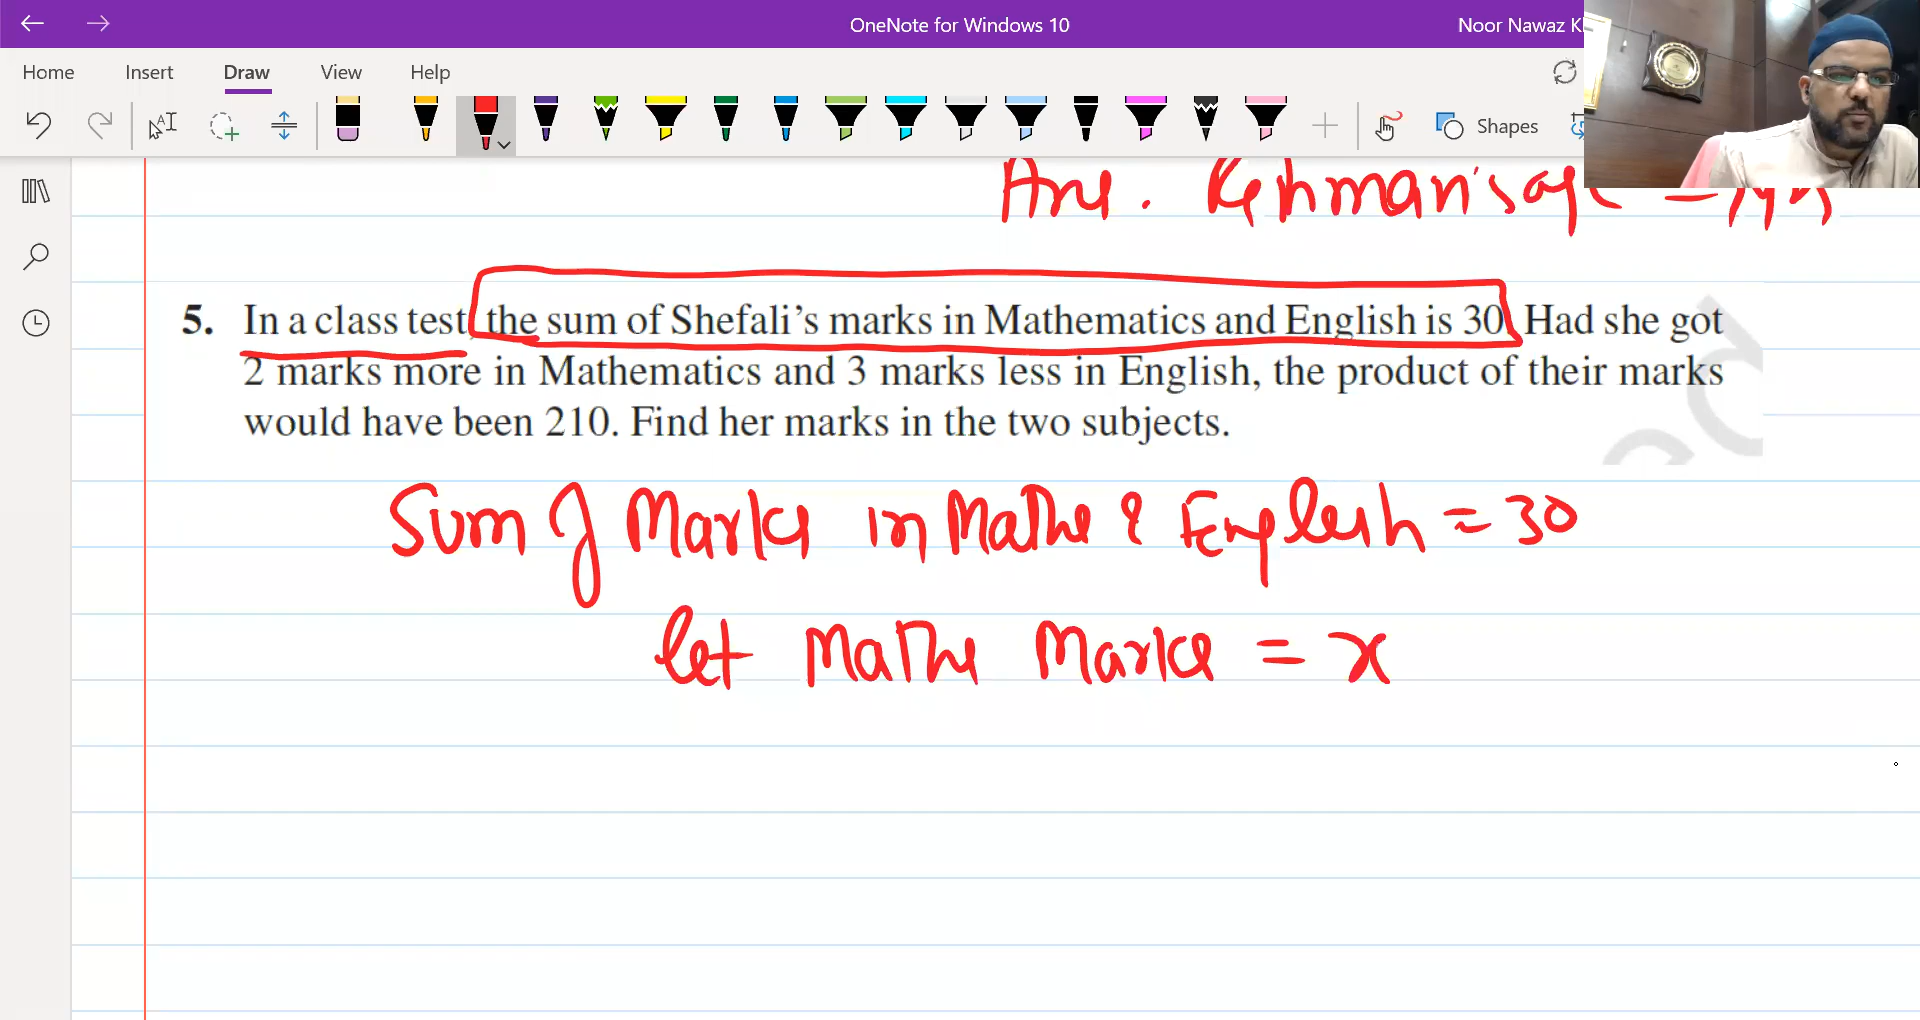 OneNote for Windows 10
Noor Nawaz K
Home Insert Draw View Help
Shapes
Ans. Rehman's age =
5. In a class test, the sum of Shefali's marks in Mathematics and English is 30. Had she got
2 marks more in Mathematics and 3 marks less in English, the product of their marks
would have been 210. Find her marks in the two subjects.
Sum of Marks in Maths & English = 30
let Maths Marks = x